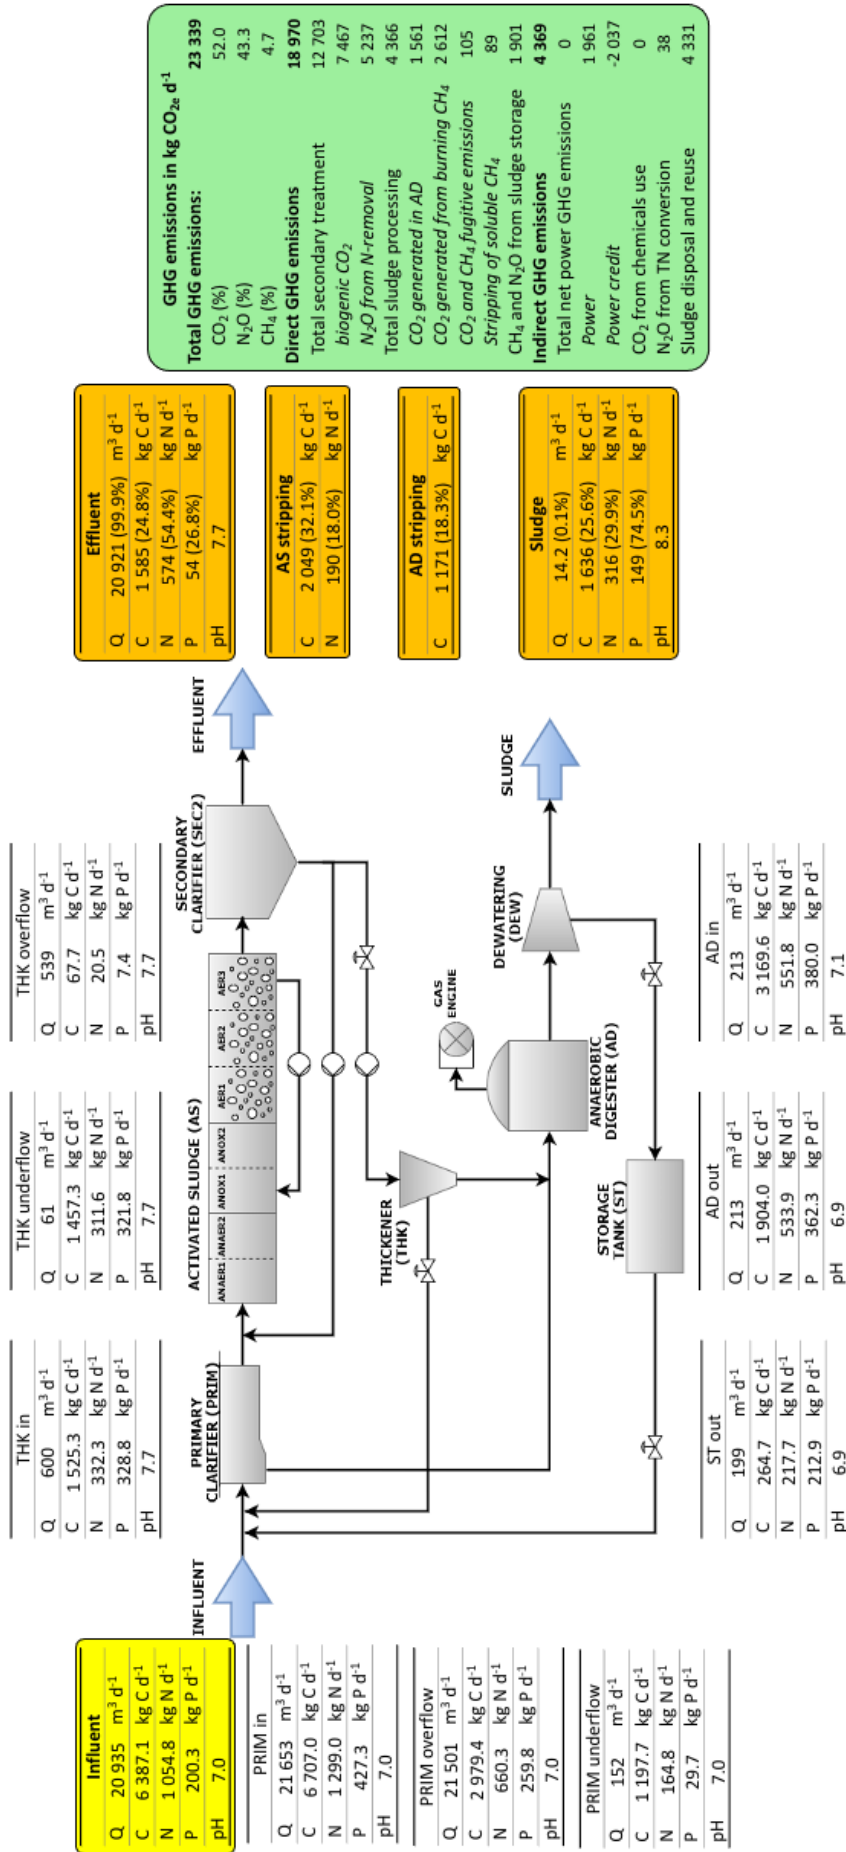 Influent
Q 20 935 m³ d⁻¹
C 6 387.1 kg C d⁻¹
N 1 054.8 kg N d⁻¹
P 200.3 kg P d⁻¹
pH 7.0
PRIM in
Q 21 653 m³ d⁻¹
C 6 707.0 kg C d⁻¹
N 1 299.0 kg N d⁻¹
P 427.3 kg P d⁻¹
pH 7.0
PRIM overflow
Q 21 501 m³ d⁻¹
C 2 979.4 kg C d⁻¹
N 660.3 kg N d⁻¹
P 259.8 kg P d⁻¹
pH 7.0
PRIM underflow
Q 152 m³ d⁻¹
C 1 197.7 kg C d⁻¹
N 164.8 kg N d⁻¹
P 29.7 kg P d⁻¹
pH 7.0
THK in
Q 600 m³ d⁻¹
C 1 525.3 kg C d⁻¹
N 332.3 kg N d⁻¹
P 328.8 kg P d⁻¹
pH 7.7
THK underflow
Q 61 m³ d⁻¹
C 1 457.3 kg C d⁻¹
N 311.6 kg N d⁻¹
P 321.8 kg P d⁻¹
pH 7.7
THK overflow
Q 539 m³ d⁻¹
C 67.7 kg C d⁻¹
N 20.5 kg N d⁻¹
P 7.4 kg P d⁻¹
pH 7.7
INFLUENT
PRIMARY
CLARIFIER (PRIM)
ACTIVATED SLUDGE (AS)
ANAER1
ANAER2
ANOX1
ANOX2
AER1
AER2
AER3
SECONDARY
CLARIFIER (SEC2)
EFFLUENT
THICKENER
(THK)
GAS
ENGINE
ANAEROBIC
DIGESTER (AD)
DEWATERING
(DEW)
SLUDGE
STORAGE
TANK (ST)
ST out
Q 199 m³ d⁻¹
C 264.7 kg C d⁻¹
N 217.7 kg N d⁻¹
P 212.9 kg P d⁻¹
pH 6.9
AD out
Q 213 m³ d⁻¹
C 1 904.0 kg C d⁻¹
N 533.9 kg N d⁻¹
P 362.3 kg P d⁻¹
pH 6.9
AD in
Q 213 m³ d⁻¹
C 3 169.6 kg C d⁻¹
N 551.8 kg N d⁻¹
P 380.0 kg P d⁻¹
pH 7.1
Effluent
Q 20 921 (99.9%) m³ d⁻¹
C 1 585 (24.8%) kg C d⁻¹
N 574 (54.4%) kg N d⁻¹
P 54 (26.8%) kg P d⁻¹
pH 7.7
AS stripping
C 2 049 (32.1%) kg C d⁻¹
N 190 (18.0%) kg N d⁻¹
AD stripping
C 1 171 (18.3%) kg C d⁻¹
Sludge
Q 14.2 (0.1%) m³ d⁻¹
C 1 636 (25.6%) kg C d⁻¹
N 316 (29.9%) kg N d⁻¹
P 149 (74.5%) kg P d⁻¹
pH 8.3
GHG emissions in kg CO₂ₑ d⁻¹
Total GHG emissions: 23 339
CO₂ (%) 52.0
N₂O (%) 43.3
CH₄ (%) 4.7
Direct GHG emissions 18 970
Total secondary treatment 12 703
biogenic CO₂ 7 467
N₂O from N-removal 5 237
Total sludge processing 4 366
CO₂ generated in AD 1 561
CO₂ generated from burning CH₄ 2 612
CO₂ and CH₄ fugitive emissions 105
Stripping of soluble CH₄ 89
CH₄ and N₂O from sludge storage 1 901
Indirect GHG emissions 4 369
Total net power GHG emissions 0
Power 1 961
Power credit -2 037
CO₂ from chemicals use 0
N₂O from TN conversion 38
Sludge disposal and reuse 4 331